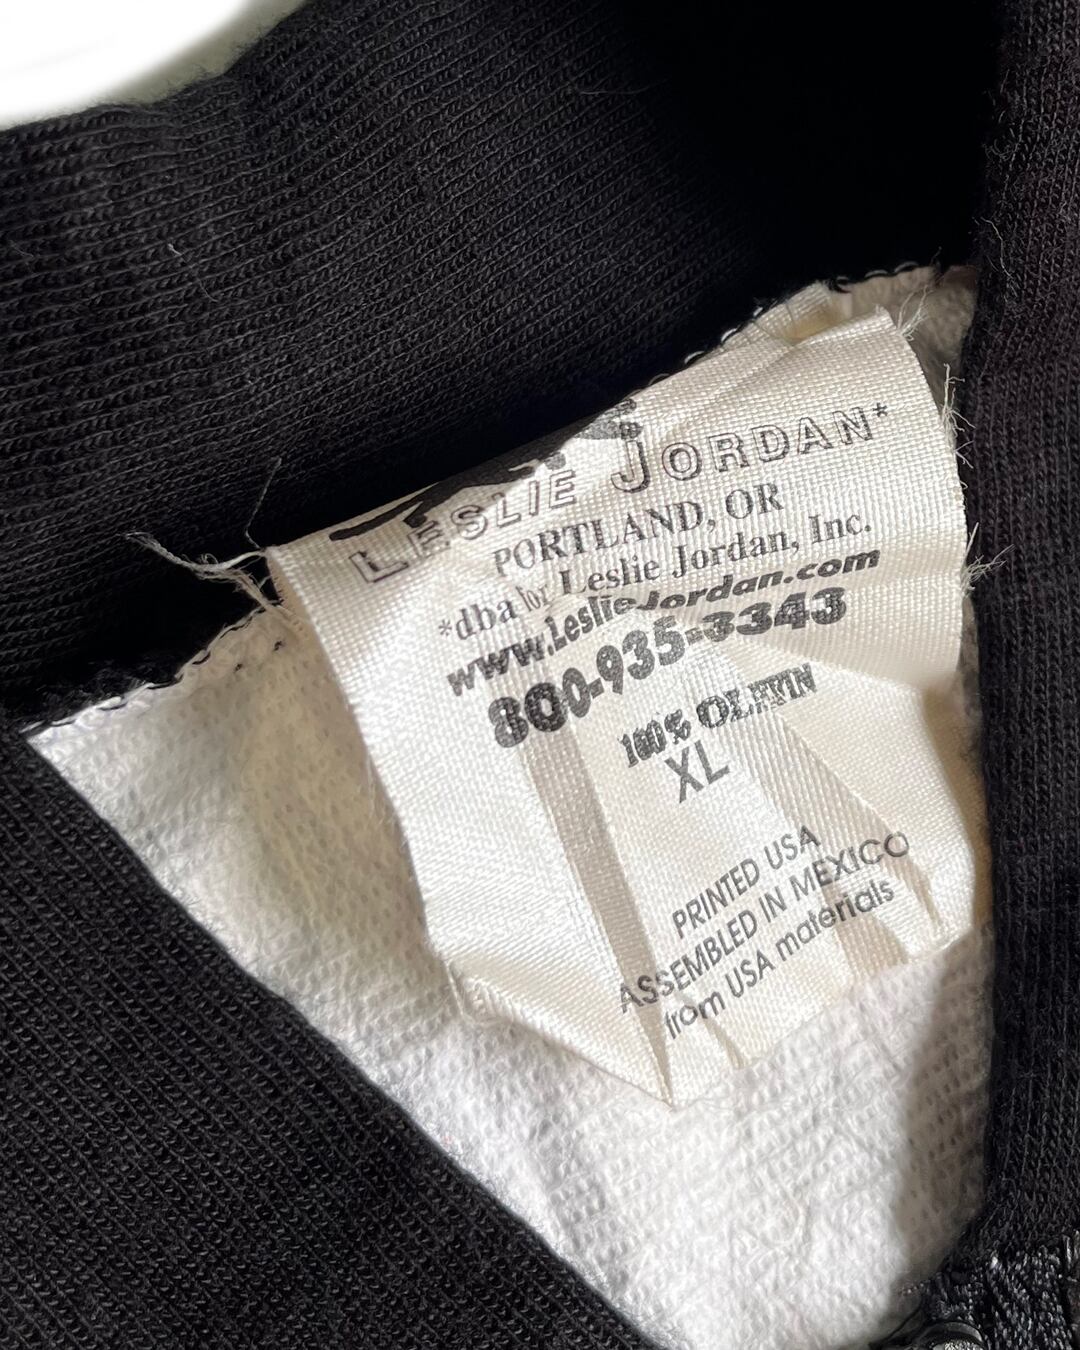 LESLIE JORDAN*
PORTLAND, OR
*dba for Leslie Jordan, Inc.
www.LeslieJordan.com
800-935-3343
100% OLEFIN
XL
PRINTED USA
ASSEMBLED IN MEXICO
from USA materials